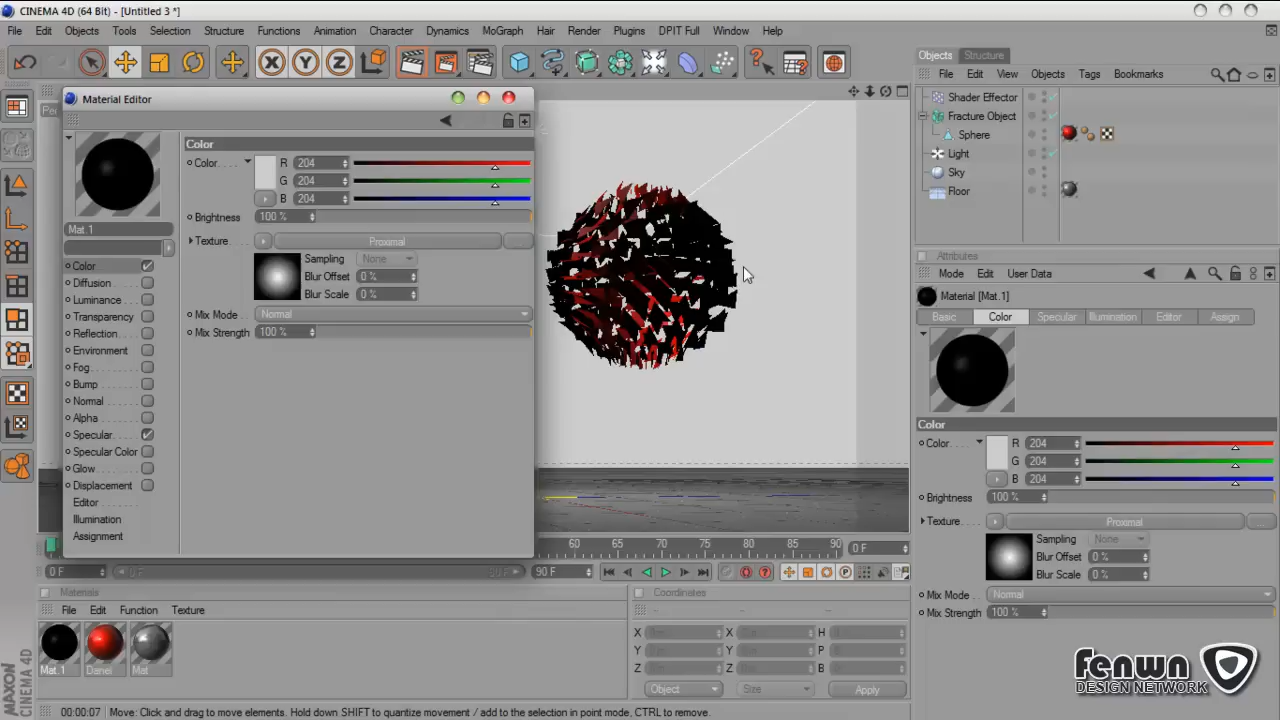 CINEMA 4D (64 Bit) - [Untitled 3 *]
File Edit Objects Tools Selection Structure Functions Animation Character Dynamics MoGraph Hair Render Plugins DPIT Full Window Help
Material Editor
Color
Color
R 204
G 204
B 204
Brightness 100 %
Texture Proximal ...
Sampling None
Blur Offset 0 %
Blur Scale 0 %
Mix Mode Normal
Mix Strength 100 %
Mat.1
Color
Diffusion
Luminance
Transparency
Reflection
Environment
Fog
Bump
Normal
Alpha
Specular
Specular Color
Glow
Displacement
Editor
Illumination
Assignment
Objects Structure
File Edit View Objects Tags Bookmarks
Shader Effector
Fracture Object
Sphere
Light
Sky
Floor
Attributes
Mode Edit User Data
Material [Mat.1]
Basic Color Specular Illumination Editor Assign
Color
Color R 204
G 204
B 204
Brightness 100 %
Texture Proximal ...
Sampling None
Blur Offset 0 %
Blur Scale 0 %
Mix Mode Normal
Mix Strength 100 %
60 65 70 75 80 85 90 0 F
0 F 90 F
Materials
File Edit Function Texture
Mat.1 Danel Mat
Coordinates
X X H
Y Y P
Z Z B
Object Size Apply
MAXON
CINEMA 4D
00:00:07 Move: Click and drag to move elements. Hold down SHIFT to quantize movement / add to the selection in point mode, CTRL to remove.
fenwn
DESIGN NETWORK